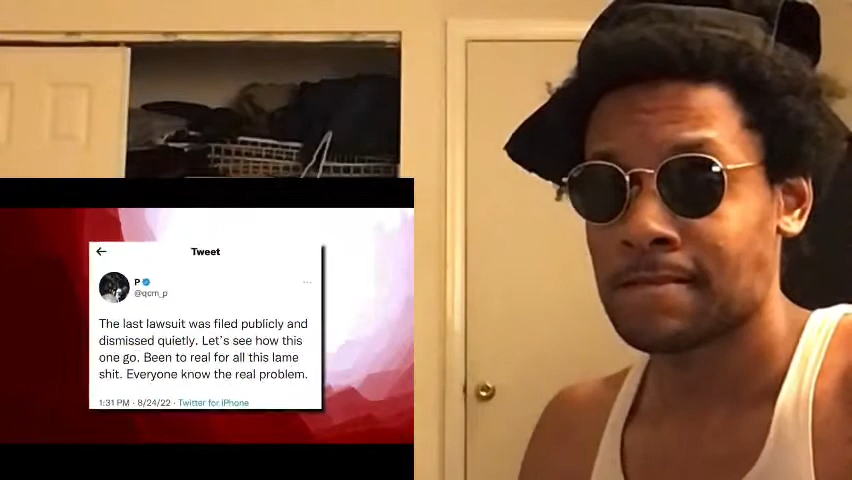 Tweet
P
@qcm_p
The last lawsuit was filed publicly and
dismissed quietly. Let's see how this
one go. Been to real for all this lame
shit. Everyone know the real problem.
1:31 PM · 8/24/22 · Twitter for iPhone